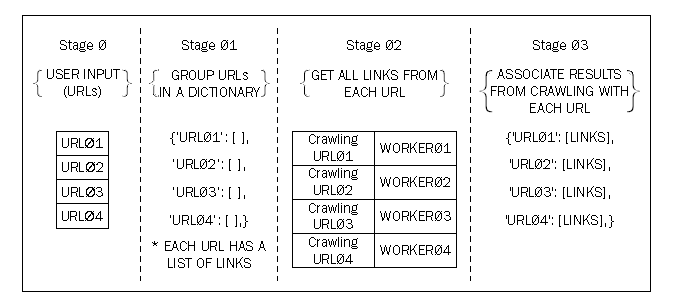 Stage Ø
{ USER INPUT }
(URLs)
URLØ1
URLØ2
URLØ3
URLØ4
Stage Ø1
{ GROUP URLs }
IN A DICTIONARY
{'URLØ1': [ ],
'URLØ2': [ ],
'URLØ3': [ ],
'URLØ4': [ ],}
* EACH URL HAS A
LIST OF LINKS
Stage Ø2
{ GET ALL LINKS FROM }
EACH URL
Crawling
URLØ1
WORKERØ1
Crawling
URLØ2
WORKERØ2
Crawling
URLØ3
WORKERØ3
Crawling
URLØ4
WORKERØ4
Stage Ø3
{ ASSOCIATE RESULTS }
FROM CRAWLING WITH
EACH URL
{'URLØ1': [LINKS],
'URLØ2': [LINKS],
'URLØ3': [LINKS],
'URLØ4': [LINKS],}